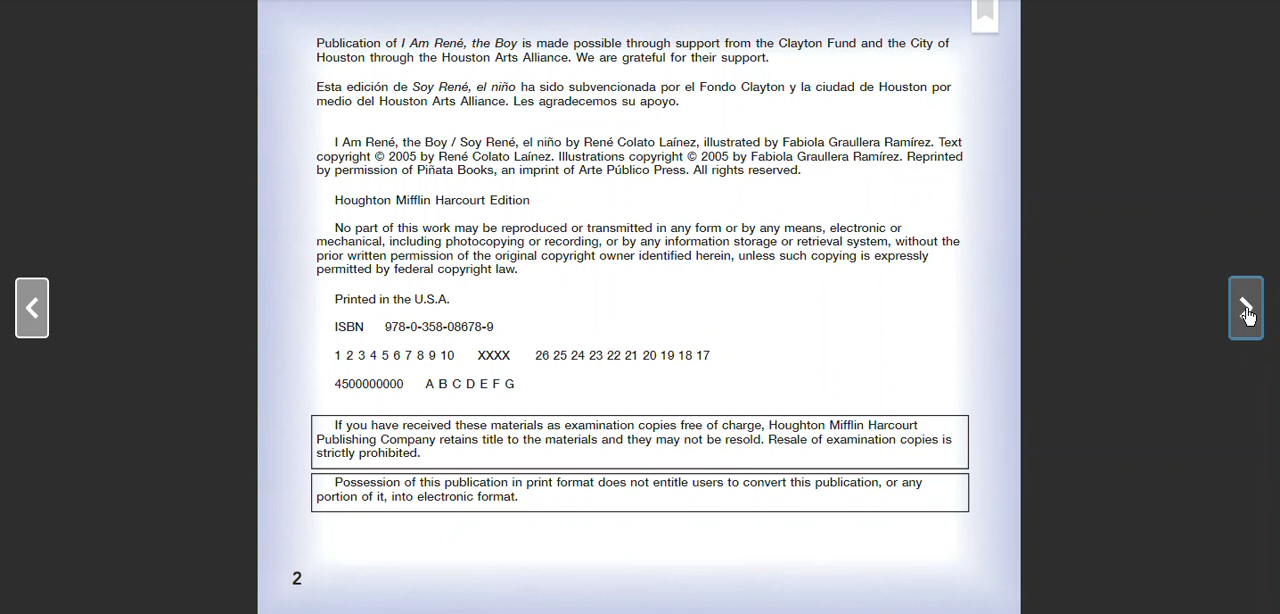 Publication of I Am René, the Boy is made possible through support from the Clayton Fund and the City of
Houston through the Houston Arts Alliance. We are grateful for their support.
Esta edición de Soy René, el niño ha sido subvencionada por el Fondo Clayton y la ciudad de Houston por
medio del Houston Arts Alliance. Les agradecemos su apoyo.
I Am René, the Boy / Soy René, el niño by René Colato Laínez, illustrated by Fabiola Graullera Ramírez. Text
copyright © 2005 by René Colato Laínez. Illustrations copyright © 2005 by Fabiola Graullera Ramírez. Reprinted
by permission of Piñata Books, an imprint of Arte Público Press. All rights reserved.
Houghton Mifflin Harcourt Edition
No part of this work may be reproduced or transmitted in any form or by any means, electronic or
mechanical, including photocopying or recording, or by any information storage or retrieval system, without the
prior written permission of the original copyright owner identified herein, unless such copying is expressly
permitted by federal copyright law.
Printed in the U.S.A.
ISBN 978-0-358-08678-9
1 2 3 4 5 6 7 8 9 10 XXXX 26 25 24 23 22 21 20 19 18 17
4500000000 A B C D E F G
If you have received these materials as examination copies free of charge, Houghton Mifflin Harcourt
Publishing Company retains title to the materials and they may not be resold. Resale of examination copies is
strictly prohibited.
Possession of this publication in print format does not entitle users to convert this publication, or any
portion of it, into electronic format.
2